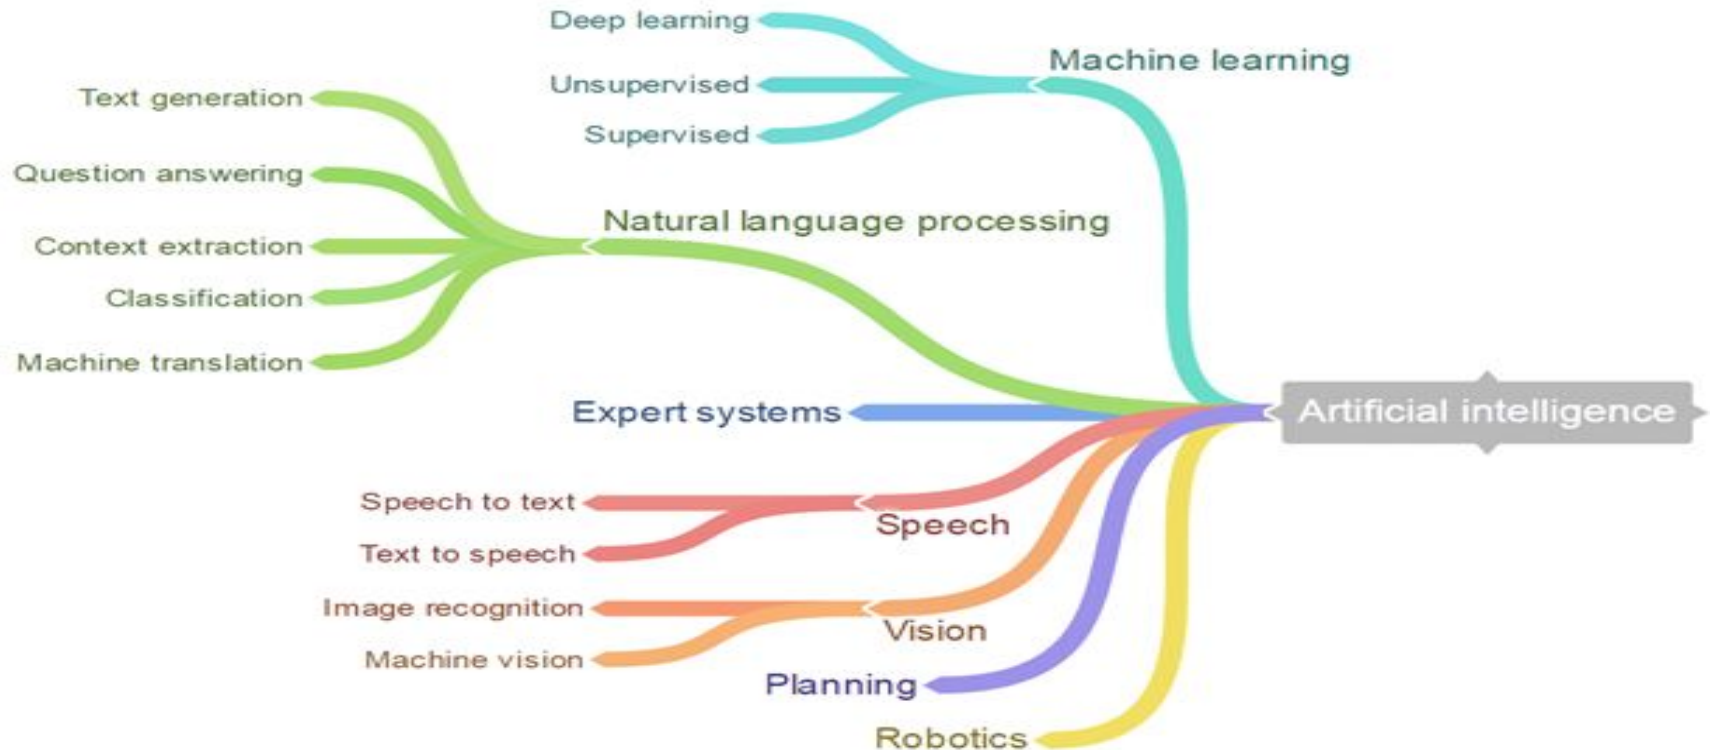 Deep learning
Machine learning
Unsupervised
Supervised
Text generation
Question answering
Natural language processing
Context extraction
Classification
Machine translation
Expert systems
Artificial intelligence
Speech to text
Speech
Text to speech
Image recognition
Vision
Machine vision
Planning
Robotics